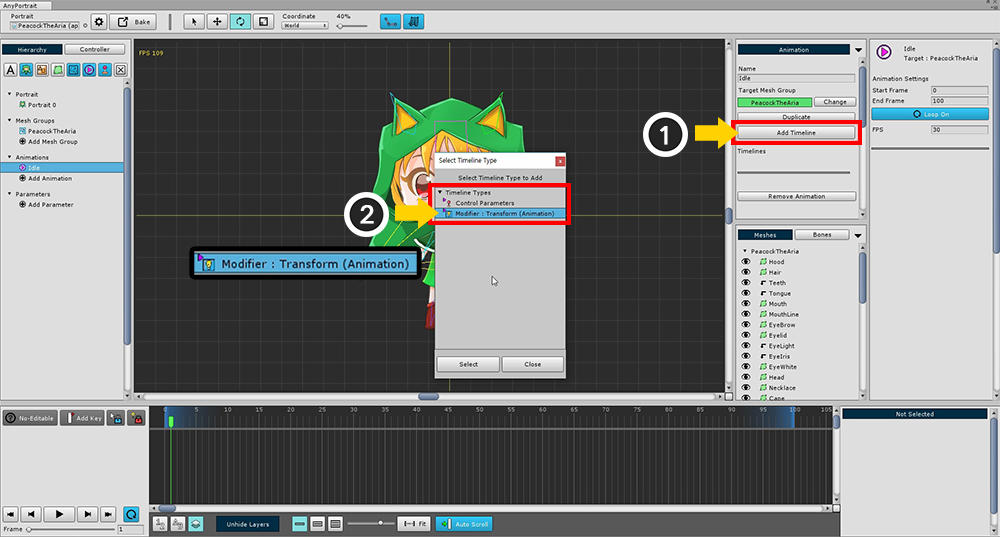 AnyPortrait
Portrait
PeacockTheAria (ap
Bake
Coordinate
World
40%
Hierarchy
Controller
Portrait
Portrait 0
Mesh Groups
PeacockTheAria
Add Mesh Group
Animations
Idle
Add Animation
Parameters
Add Parameter
FPS 109
Select Timeline Type
Select Timeline Type to Add
Timeline Types
Control Parameters
Modifier : Transform (Animation)
Select
Close
1
2
Modifier : Transform (Animation)
Animation
Name
Idle
Target Mesh Group
PeacockTheAria
Change
Duplicate
Add Timeline
Timelines
Remove Animation
Meshes
Bones
PeacockTheAria
Hood
Hair
Teeth
Tongue
Mouth
MouthLine
EyeBrow
Eyelid
EyeLight
EyeIris
EyeWhite
Head
Necklace
Cape
Idle
Target : PeacockTheAria
Animation Settings
Start Frame
0
End Frame
100
Loop On
FPS
30
No-Editable
Add Key
0 5 10 15 20 25 30 35 40 45 50 55 60 65 70 75 80 85 90 95 100 105
Not Selected
Frame
1
Unhide Layers
Fit
Auto Scroll